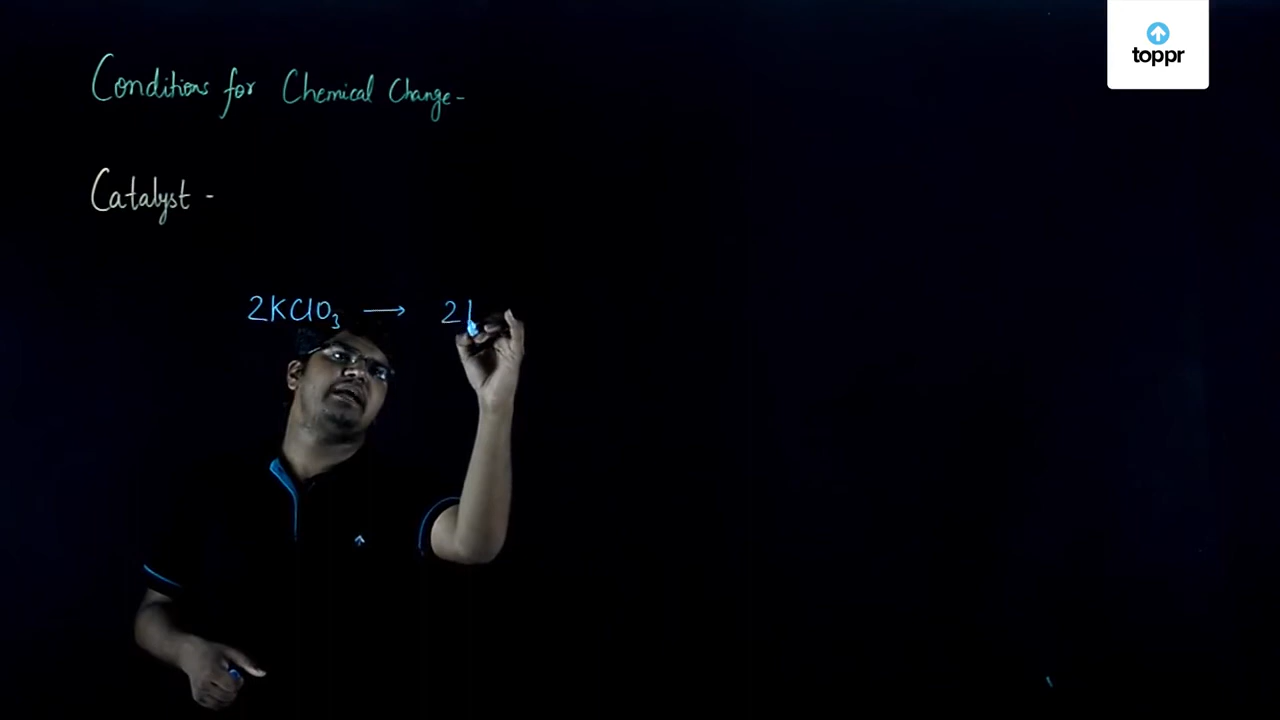 toppr
Conditions for Chemical Change -
Catalyst -
2KClO₃ ⟶ 2